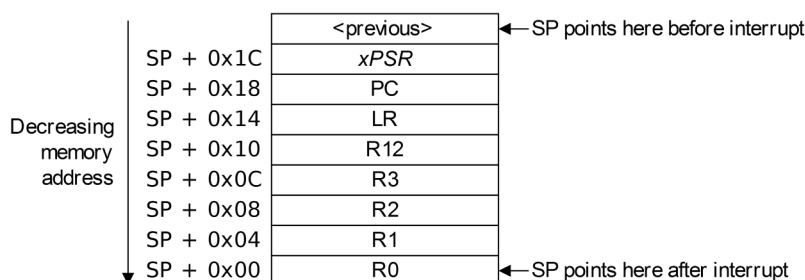 <previous>
SP points here before interrupt
SP + 0x1C xPSR
SP + 0x18 PC
SP + 0x14 LR
Decreasing
memory
address
SP + 0x10 R12
SP + 0x0C R3
SP + 0x08 R2
SP + 0x04 R1
SP + 0x00 R0
SP points here after interrupt